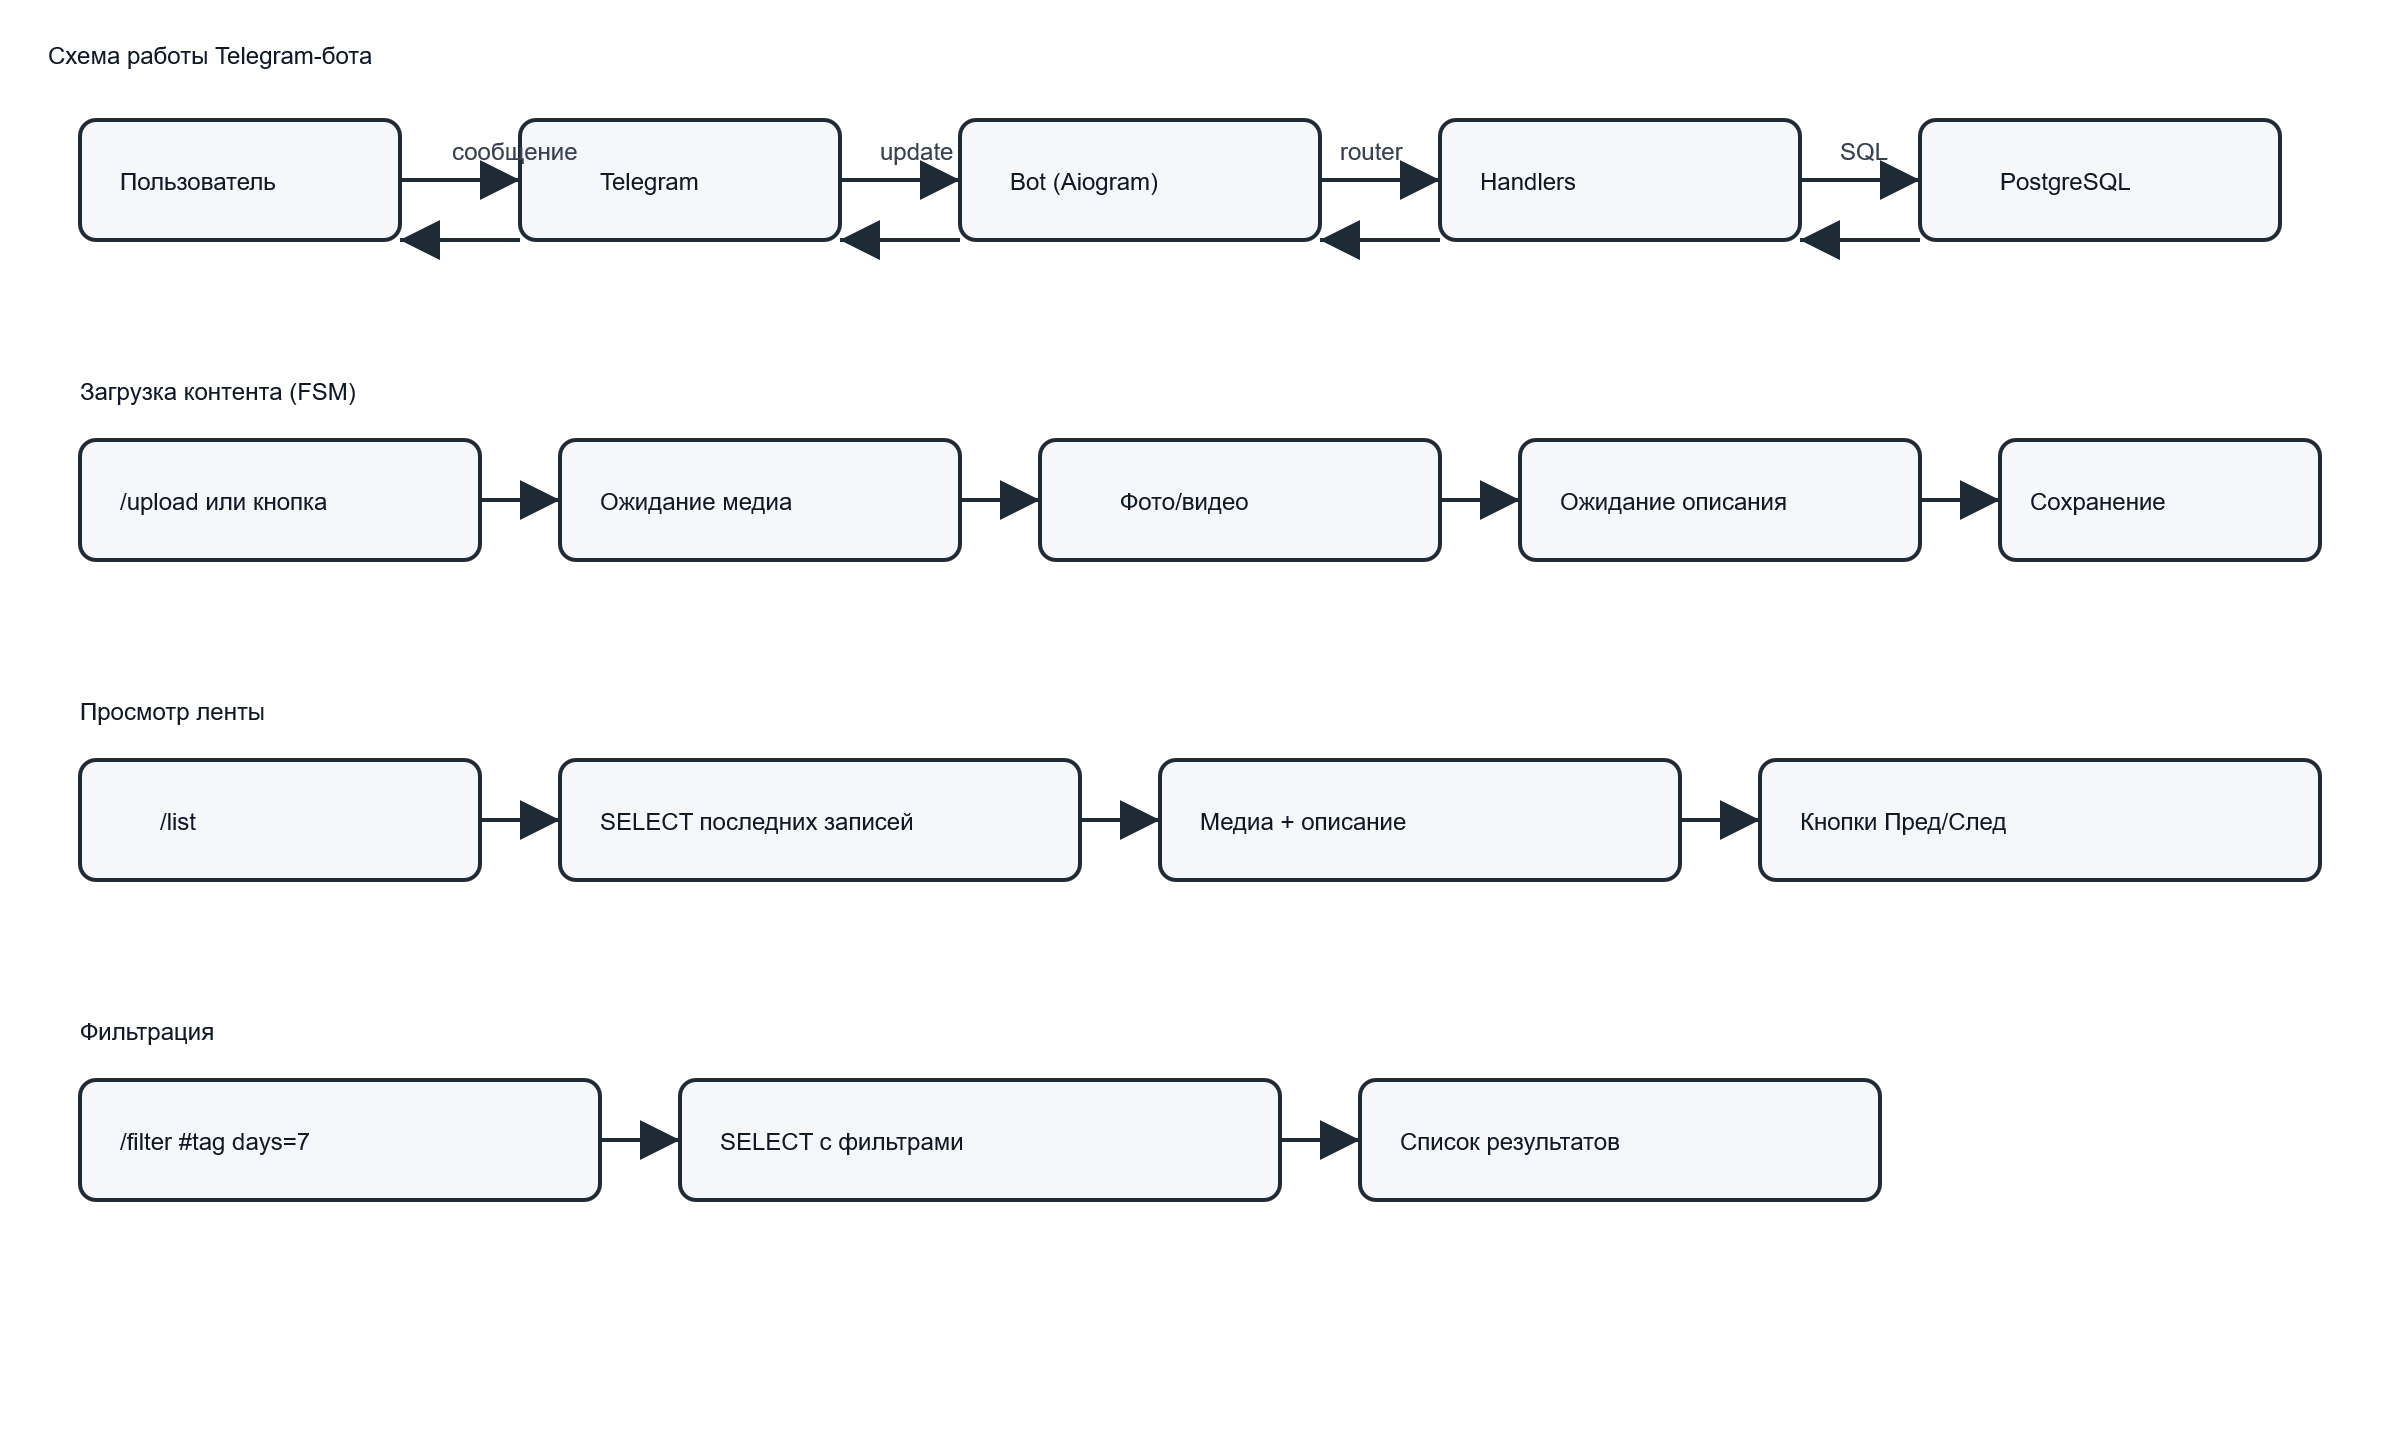 Схема работы Telegram-бота
сообщение
update
router
SQL
Пользователь
Telegram
Bot (Aiogram)
Handlers
PostgreSQL
Загрузка контента (FSM)
/upload или кнопка
Ожидание медиа
Фото/видео
Ожидание описания
Сохранение
Просмотр ленты
/list
SELECT последних записей
Медиа + описание
Кнопки Пред/След
Фильтрация
/filter #tag days=7
SELECT с фильтрами
Список результатов